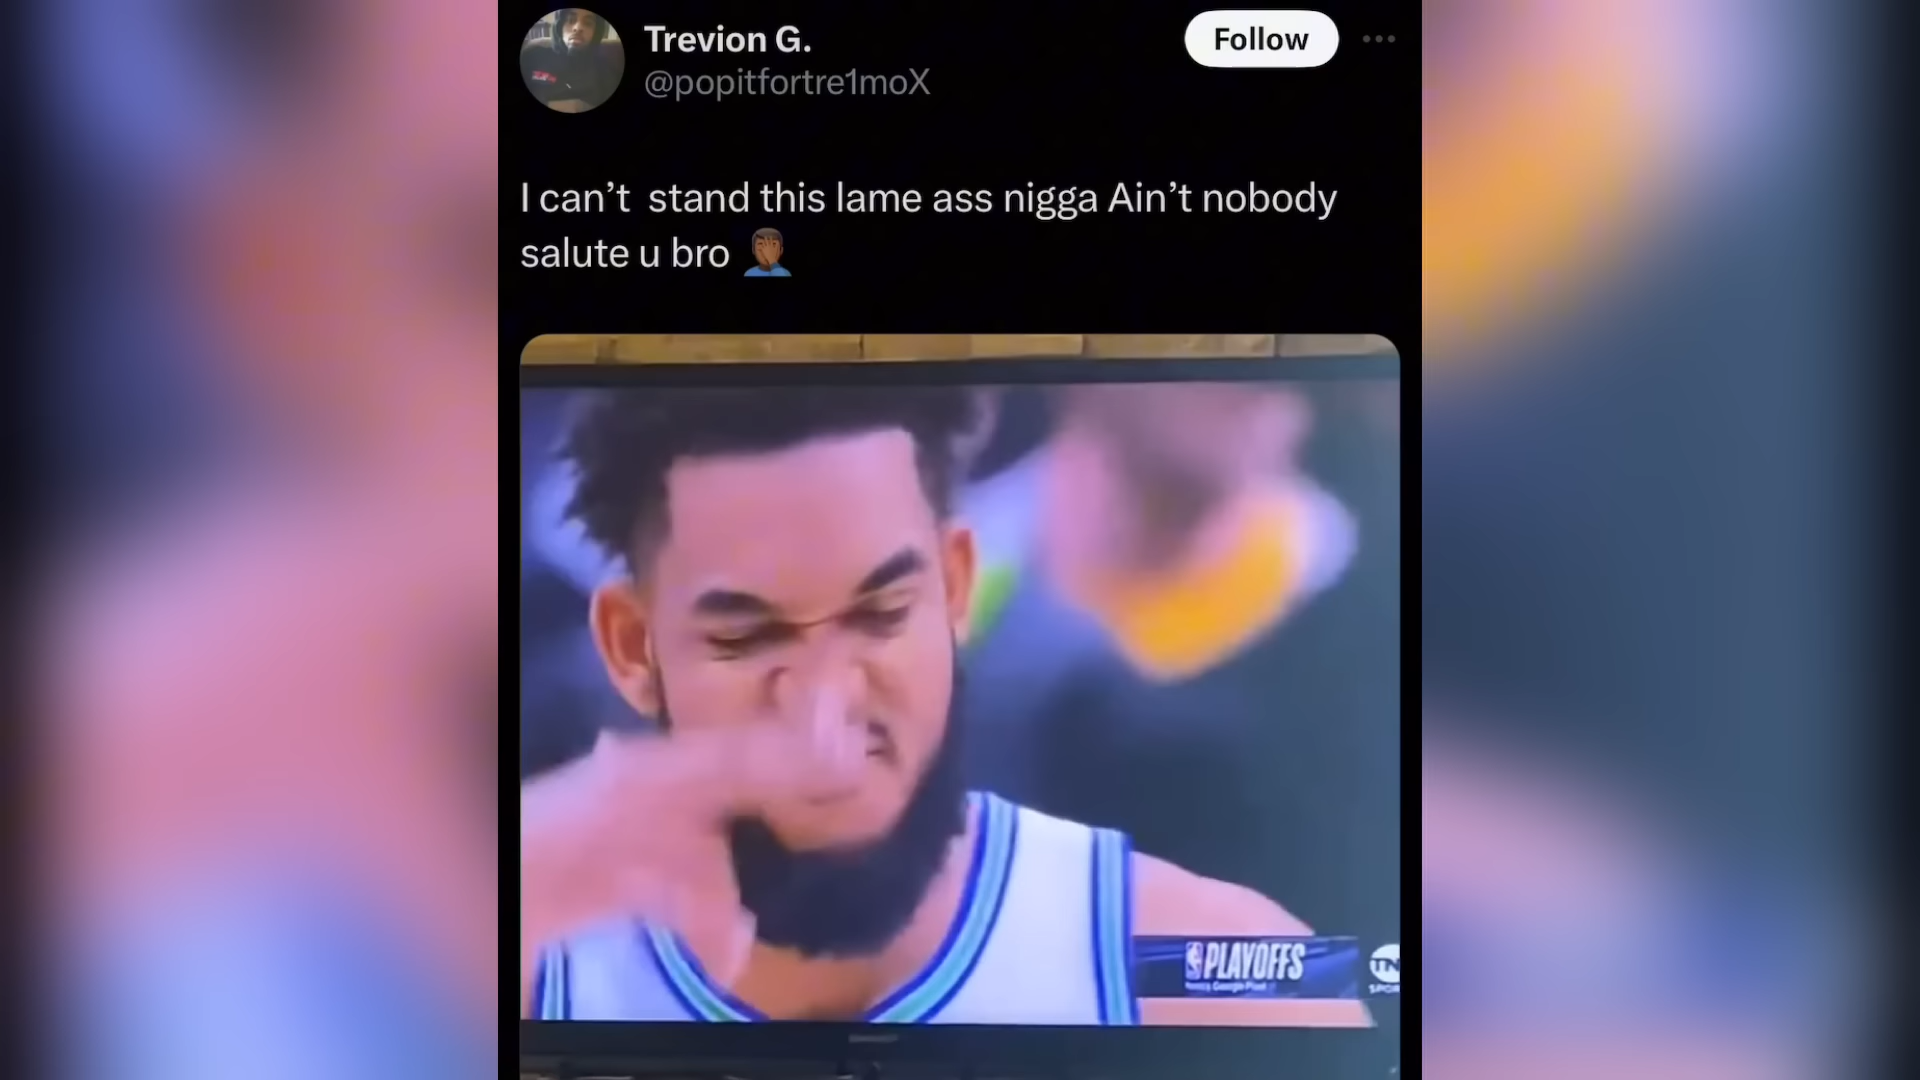 Trevion G.
@popitfortre1moX
Follow
I can’t stand this lame ass nigga Ain’t nobody
salute u bro 🤦🏾‍♂️
PLAYOFFS